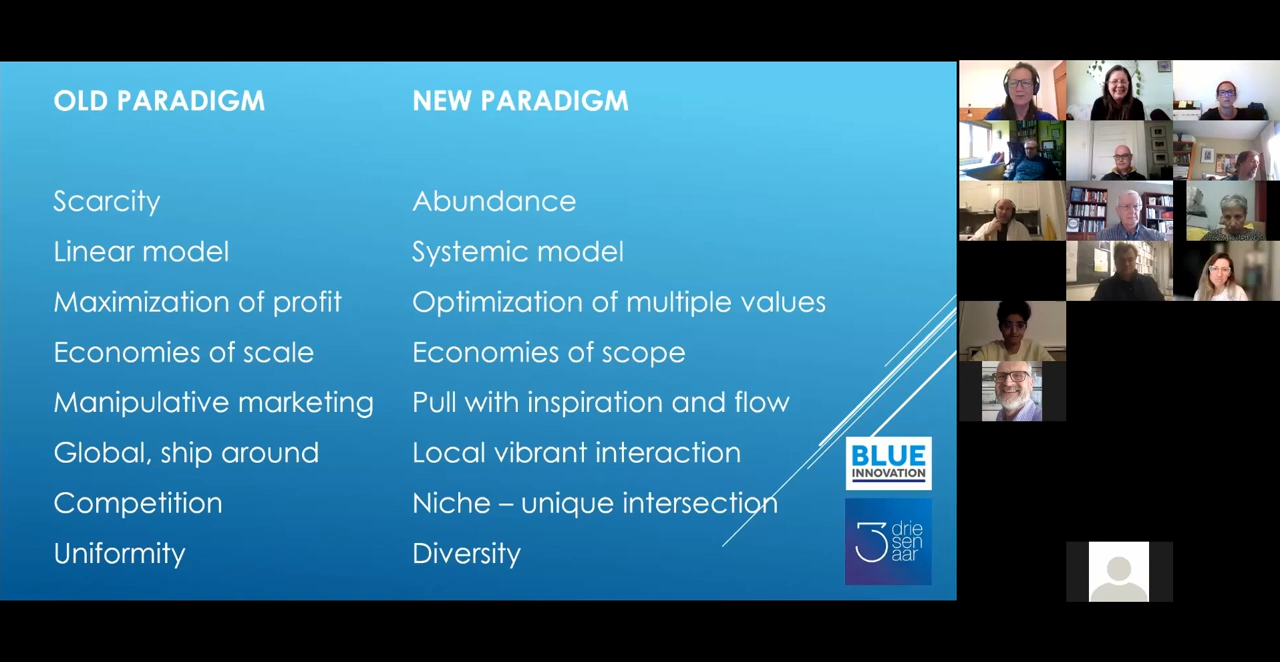 OLD PARADIGM
NEW PARADIGM
Scarcity
Abundance
Linear model
Systemic model
Maximization of profit
Optimization of multiple values
Economies of scale
Economies of scope
Manipulative marketing
Pull with inspiration and flow
Global, ship around
Local vibrant interaction
Competition
Niche – unique intersection
Uniformity
Diversity
BLUE
INNOVATION
3
drie
sen
aar